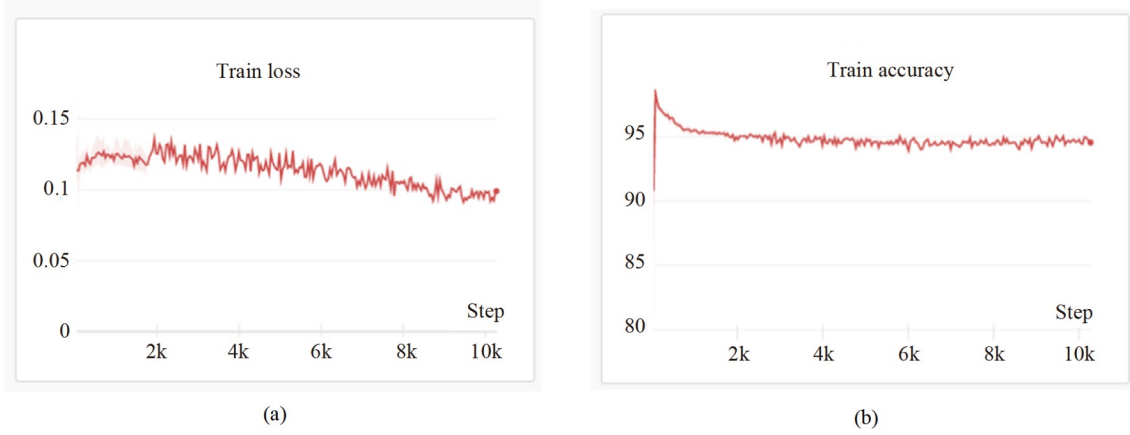 Train loss
0.15
0.1
0.05
0
Step
2k 4k 6k 8k 10k
(a)
Train accuracy
95
90
85
80
Step
2k 4k 6k 8k 10k
(b)